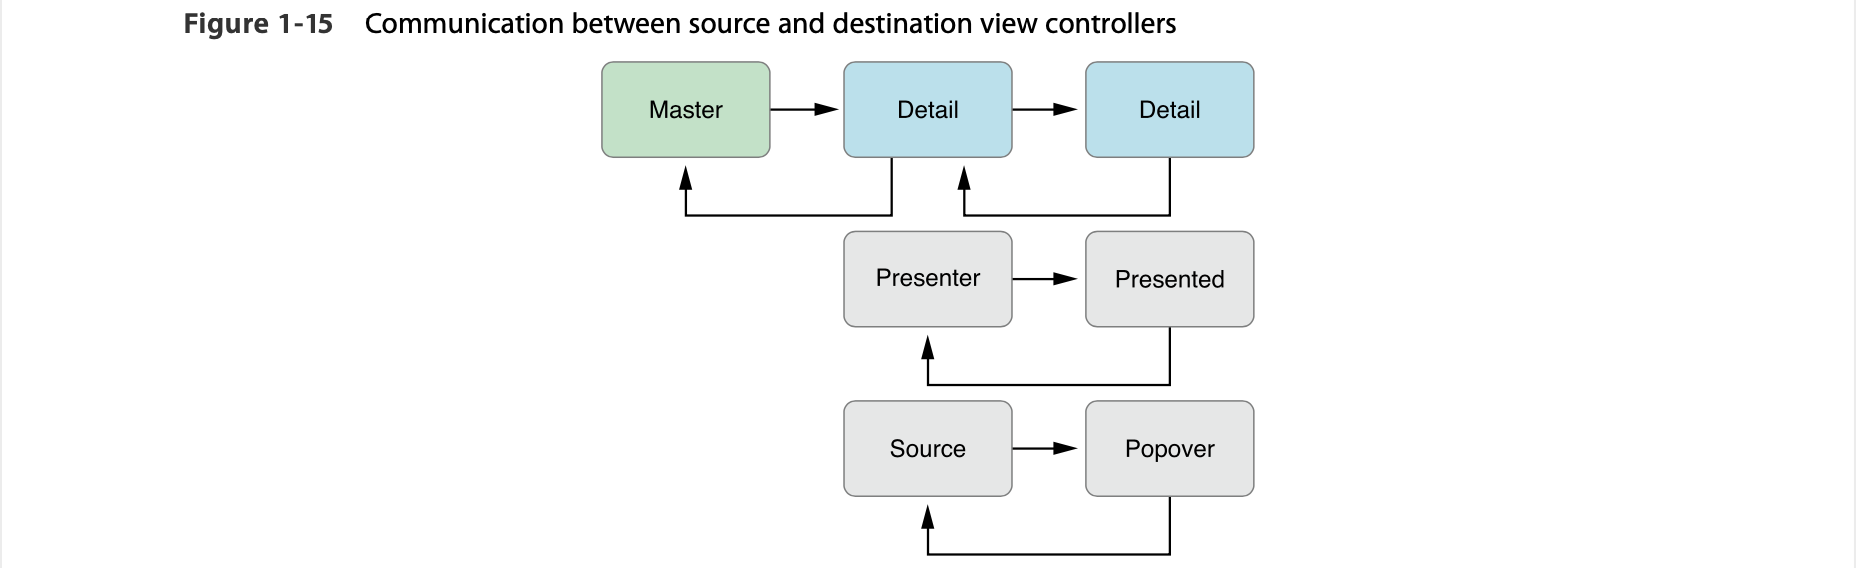 Figure 1-15 Communication between source and destination view controllers
Master
Detail
Detail
Presenter
Presented
Source
Popover